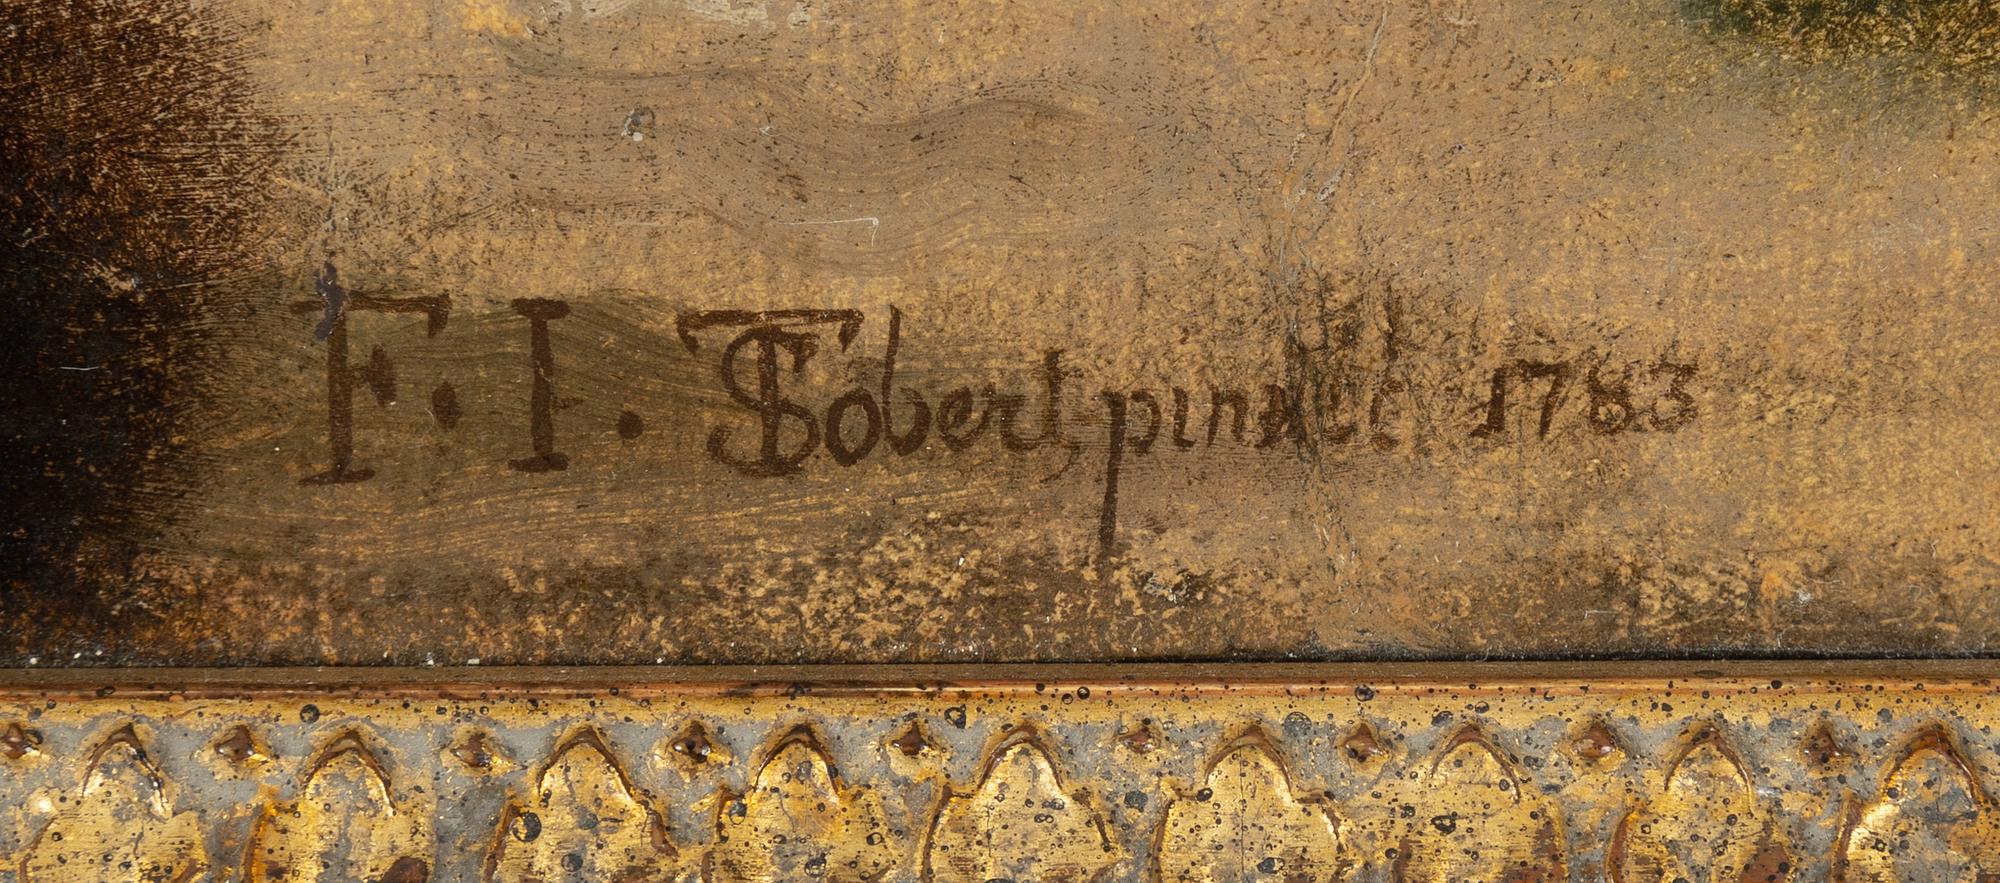 F. I. Tobert pinxit 1783